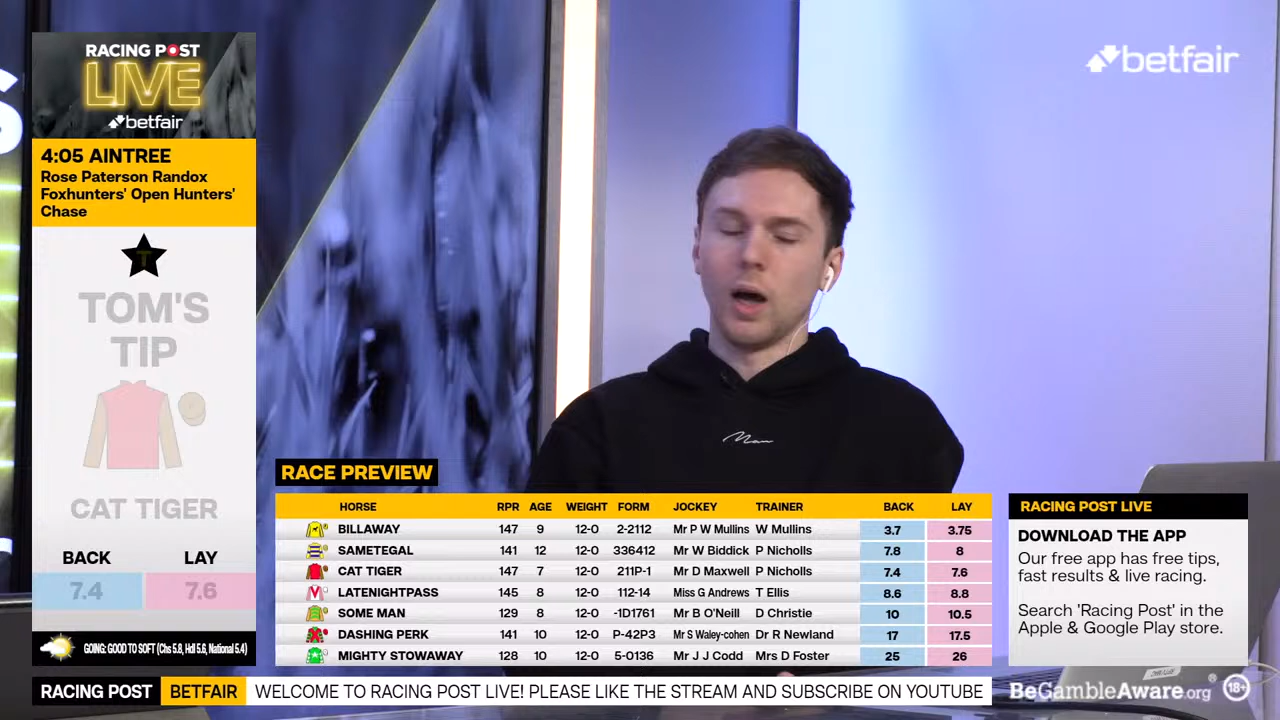 RACING POST
LIVE
betfair
betfair
4:05 AINTREE
Rose Paterson Randox
Foxhunters' Open Hunters'
Chase
T
TOM'S
TIP
CAT TIGER
BACK LAY
7.4 7.6
GOING: GOOD TO SOFT (Chs 5.8, Hdl 5.6, National 5.4)
RACE PREVIEW
HORSE RPR AGE WEIGHT FORM JOCKEY TRAINER BACK LAY
BILLAWAY 147 9 12-0 2-2112 Mr P W Mullins W Mullins 3.7 3.75
SAMETEGAL 141 12 12-0 336412 Mr W Biddick P Nicholls 7.8 8
CAT TIGER 147 7 12-0 211P-1 Mr D Maxwell P Nicholls 7.4 7.6
LATENIGHTPASS 145 8 12-0 112-14 Miss G Andrews T Ellis 8.6 8.8
SOME MAN 129 8 12-0 -1D1761 Mr B O'Neill D Christie 10 10.5
DASHING PERK 141 10 12-0 P-42P3 Mr S Waley-cohen Dr R Newland 17 17.5
MIGHTY STOWAWAY 128 10 12-0 5-0136 Mr J J Codd Mrs D Foster 25 26
RACING POST LIVE
DOWNLOAD THE APP
Our free app has free tips,
fast results & live racing.
Search 'Racing Post' in the
Apple & Google Play store.
RACING POST BETFAIR WELCOME TO RACING POST LIVE! PLEASE LIKE THE STREAM AND SUBSCRIBE ON YOUTUBE
BeGambleAware.org® 18+
Man